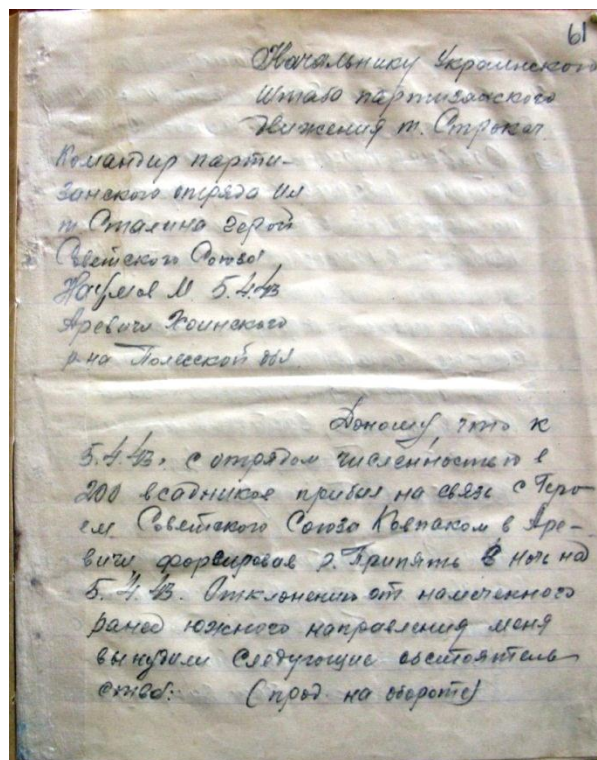 61
Начальнику Украинского
штаба партизанского
движения т. Строкач
Командир парти-
занского отряда им
т Сталина герой
Советского Союза
Наумов М 5.4.43
Аревичи Хоинского
р-на Полесской обл
Доношу что к
5.4.43. с отрядом численностью в
200 всадников прибыл на связь с Геро-
ем Советского Союза Ковпаком в Аре-
вичи форсировав р. Припять в ночь на
5.4.43. Отклонению от намеченного
ранее южного направления меня
вынудили следующие обстоятель-
ства: (прод. на обороте)